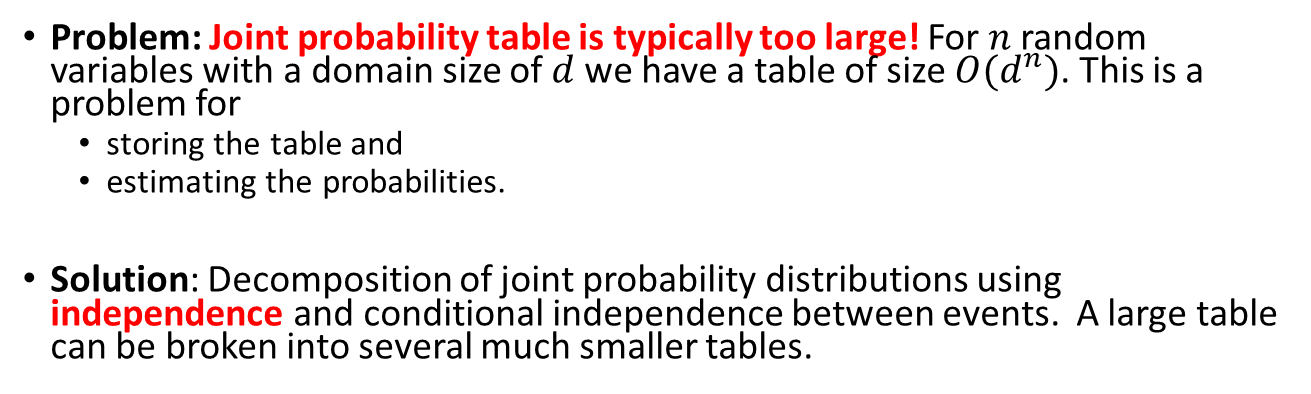 • Problem: Joint probability table is typically too large! For n random
variables with a domain size of d we have a table of size O(dⁿ). This is a
problem for
• storing the table and
• estimating the probabilities.
• Solution: Decomposition of joint probability distributions using
independence and conditional independence between events.  A large table
can be broken into several much smaller tables.